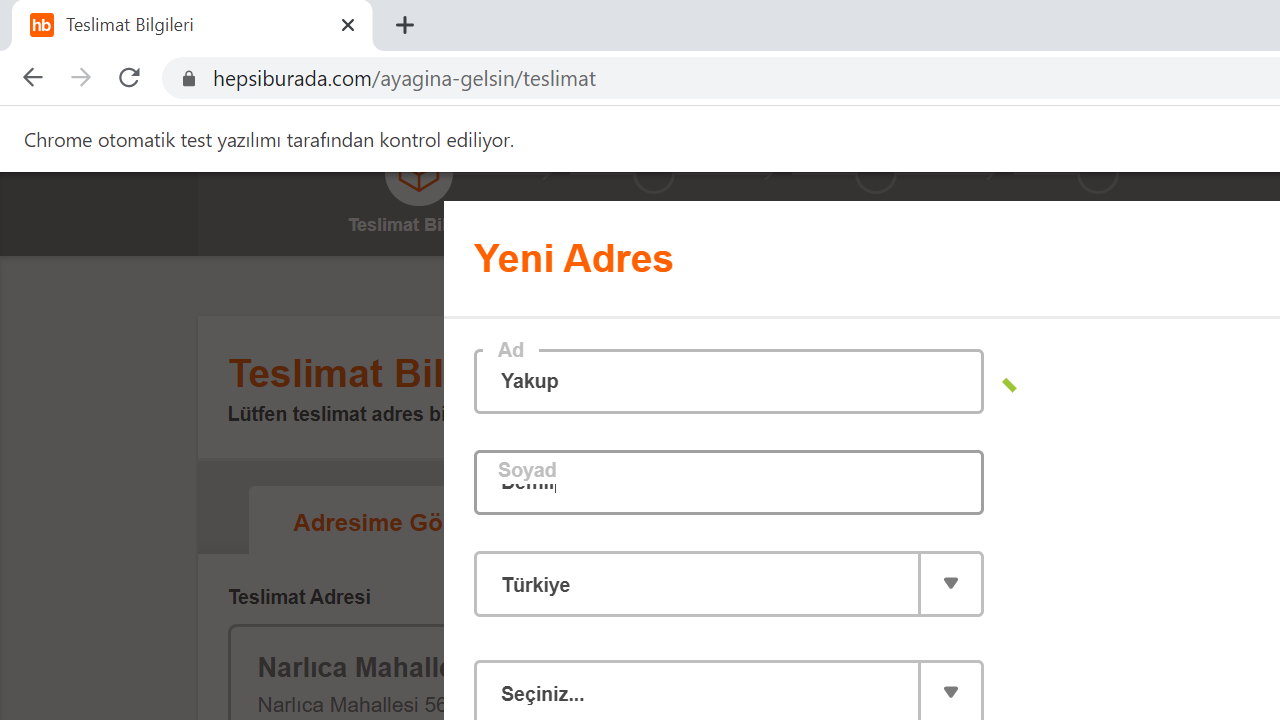 hb Teslimat Bilgileri
hepsiburada.com/ayagina-gelsin/teslimat
Chrome otomatik test yazılımı tarafından kontrol ediliyor.
Teslimat Bil
Yeni Adres
Ad
Yakup
Soyad
Türkiye
Seçiniz...
Teslimat Bil
Lütfen teslimat adres bi
Adresime Gö
Teslimat Adresi
Narlıca Mahalle
Narlıca Mahallesi 56